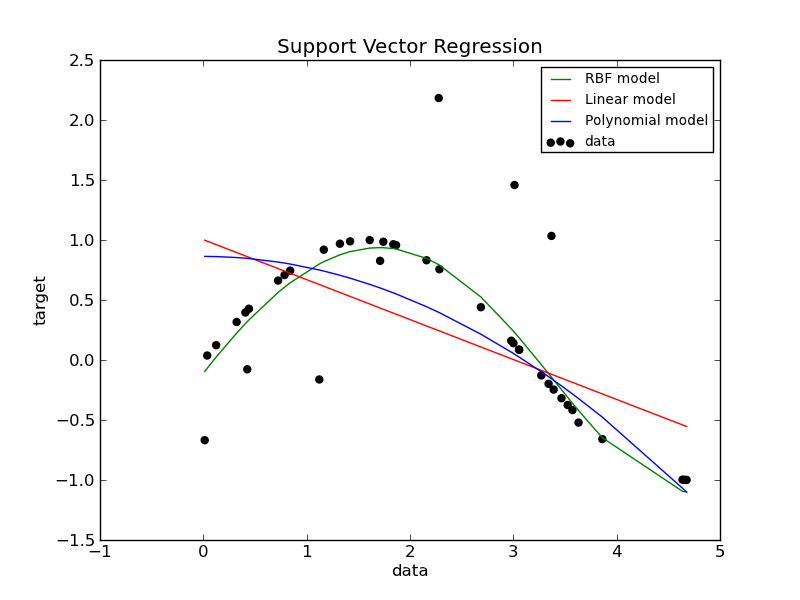 Support Vector Regression
RBF model
Linear model
Polynomial model
data
2.5
2.0
1.5
1.0
0.5
0.0
−0.5
−1.0
−1.5
target
−1 0 1 2 3 4 5
data